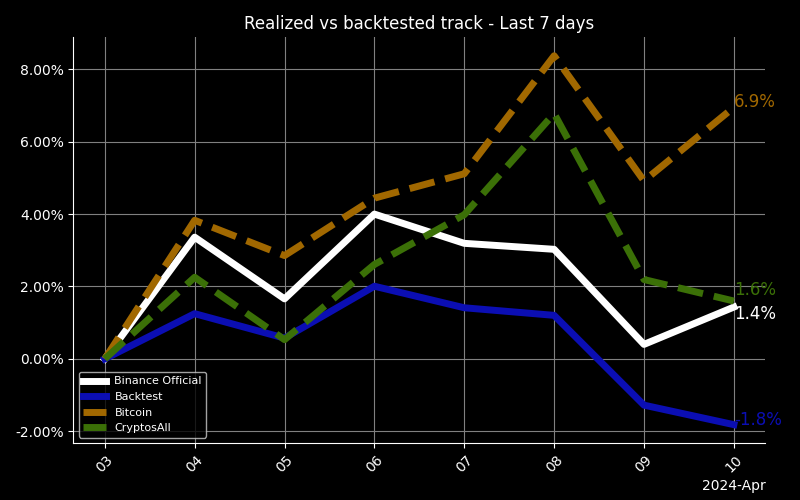 Realized vs backtested track - Last 7 days
8.00%
6.00%
4.00%
2.00%
0.00%
-2.00%
6.9%
1.6%
1.4%
-1.8%
Binance Official
Backtest
Bitcoin
CryptosAll
03 04 05 06 07 08 09 10
2024-Apr